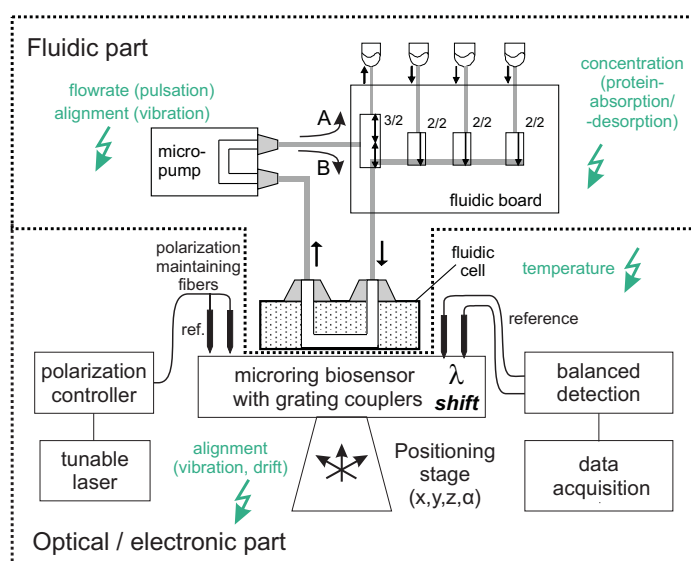 Fluidic part
flowrate (pulsation)
alignment (vibration)
concentration
(protein-
absorption/
-desorption)
A
B
3/2
2/2
2/2
2/2
micro-
pump
fluidic board
polarization
maintaining
fibers
fluidic
cell
temperature
ref.
reference
polarization
controller
microring biosensor
with grating couplers
λ
shift
balanced
detection
tunable
laser
alignment
(vibration, drift)
Positioning
stage
(x,y,z,α)
data
acquisition
Optical / electronic part